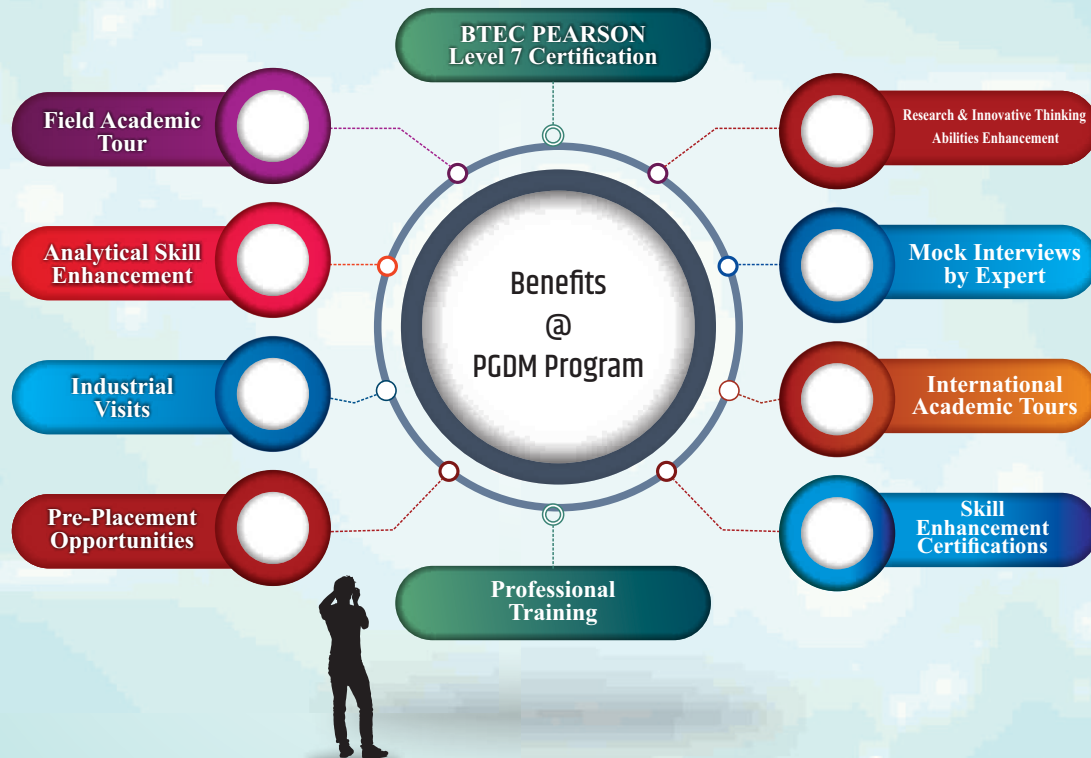 BTEC PEARSON
Level 7 Certification
Field Academic
Tour
Analytical Skill
Enhancement
Industrial
Visits
Pre-Placement
Opportunities
Benefits
@
PGDM Program
Research & Innovative Thinking
Abilities Enhancement
Mock Interviews
by Expert
International
Academic Tours
Skill
Enhancement
Certifications
Professional
Training